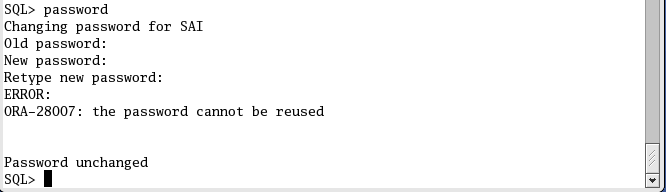 SQL> password
Changing password for SAI
Old password:
New password:
Retype new password:
ERROR:
ORA-28007: the password cannot be reused
Password unchanged
SQL>